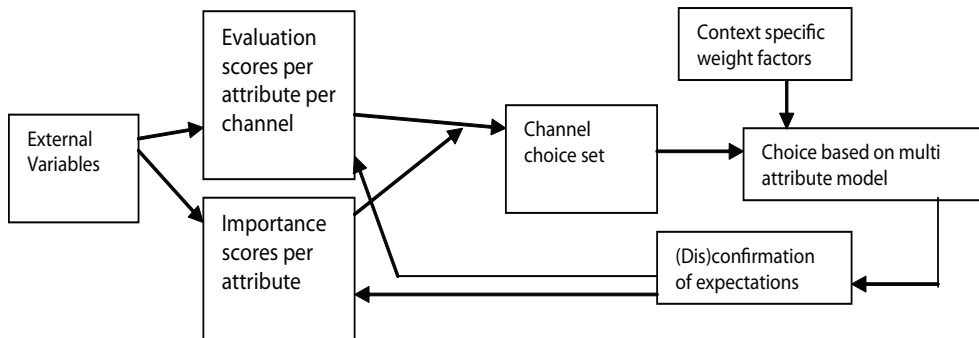 External
Variables
Evaluation
scores per
attribute per
channel
Importance
scores per
attribute
Channel
choice set
Context specific
weight factors
Choice based on multi
attribute model
(Dis)confirmation
of expectations